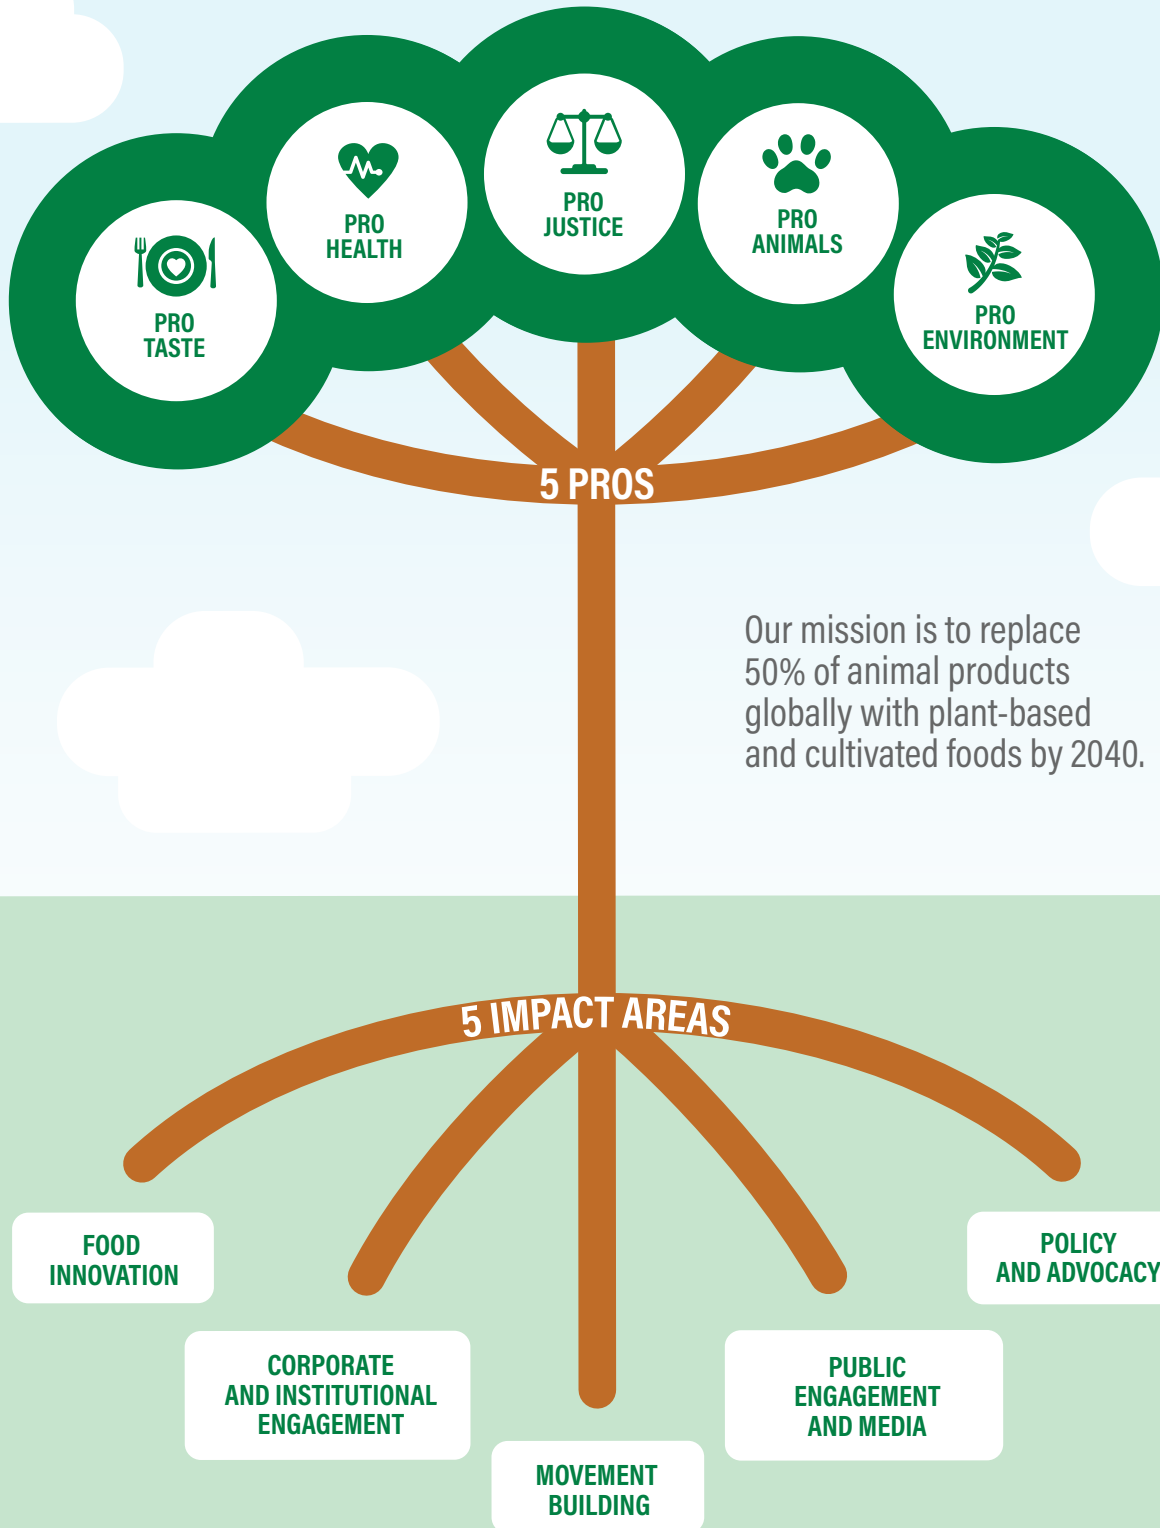 PRO
TASTE
PRO
HEALTH
PRO
JUSTICE
PRO
ANIMALS
PRO
ENVIRONMENT
5 PROS
Our mission is to replace
50% of animal products
globally with plant-based
and cultivated foods by 2040.
5 IMPACT AREAS
FOOD
INNOVATION
CORPORATE
AND INSTITUTIONAL
ENGAGEMENT
MOVEMENT
BUILDING
PUBLIC
ENGAGEMENT
AND MEDIA
POLICY
AND ADVOCACY